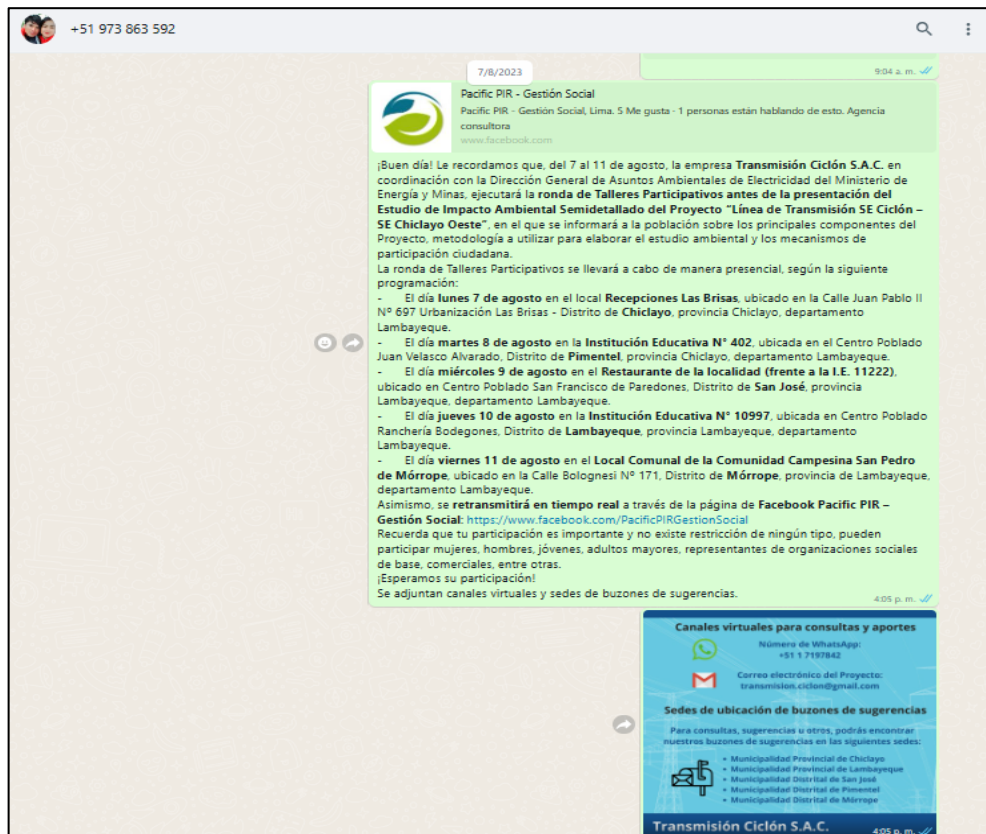 +51 973 863 592
9:04 a. m.
7/8/2023
Pacific PIR - Gestión Social
Pacific PIR - Gestión Social, Lima. 5 Me gusta · 1 personas están hablando de esto. Agencia
consultora
www.facebook.com
¡Buen día! Le recordamos que, del 7 al 11 de agosto, la empresa Transmisión Ciclón S.A.C. en
coordinación con la Dirección General de Asuntos Ambientales de Electricidad del Ministerio de
Energía y Minas, ejecutará la ronda de Talleres Participativos antes de la presentación del
Estudio de Impacto Ambiental Semidetallado del Proyecto "Línea de Transmisión SE Ciclón –
SE Chiclayo Oeste", en el que se informará a la población sobre los principales componentes del
Proyecto, metodología a utilizar para elaborar el estudio ambiental y los mecanismos de
participación ciudadana.
La ronda de Talleres Participativos se llevará a cabo de manera presencial, según la siguiente
programación:
- El día lunes 7 de agosto en el local Recepciones Las Brisas, ubicado en la Calle Juan Pablo II
Nº 697 Urbanización Las Brisas - Distrito de Chiclayo, provincia Chiclayo, departamento
Lambayeque.
- El día martes 8 de agosto en la Institución Educativa N° 402, ubicada en el Centro Poblado
Juan Velasco Alvarado, Distrito de Pimentel, provincia Chiclayo, departamento Lambayeque.
- El día miércoles 9 de agosto en el Restaurante de la localidad (frente a la I.E. 11222),
ubicado en Centro Poblado San Francisco de Paredones, Distrito de San José, provincia
Lambayeque, departamento Lambayeque.
- El día jueves 10 de agosto en la Institución Educativa N° 10997, ubicada en Centro Poblado
Ranchería Bodegones, Distrito de Lambayeque, provincia Lambayeque, departamento
Lambayeque.
- El día viernes 11 de agosto en el Local Comunal de la Comunidad Campesina San Pedro
de Mórrope, ubicado en la Calle Bolognesi N° 171, Distrito de Mórrope, provincia de Lambayeque,
departamento Lambayeque.
Asimismo, se retransmitirá en tiempo real a través de la página de Facebook Pacific PIR –
Gestión Social: https://www.facebook.com/PacificPIRGestionSocial
Recuerda que tu participación es importante y no existe restricción de ningún tipo, pueden
participar mujeres, hombres, jóvenes, adultos mayores, representantes de organizaciones sociales
de base, comerciales, entre otras.
¡Esperamos su participación!
Se adjuntan canales virtuales y sedes de buzones de sugerencias.
4:05 p. m.
Canales virtuales para consultas y aportes
Número de WhatsApp:
+51 1 7197842
Correo electrónico del Proyecto:
transmision.ciclon@gmail.com
Sedes de ubicación de buzones de sugerencias
Para consultas, sugerencias u otros, podrás encontrar
nuestros buzones de sugerencias en las siguientes sedes:
• Municipalidad Provincial de Chiclayo
• Municipalidad Provincial de Lambayeque
• Municipalidad Distrital de San José
• Municipalidad Distrital de Pimentel
• Municipalidad Distrital de Mórrope
Transmisión Ciclón S.A.C.
4:05 p. m.